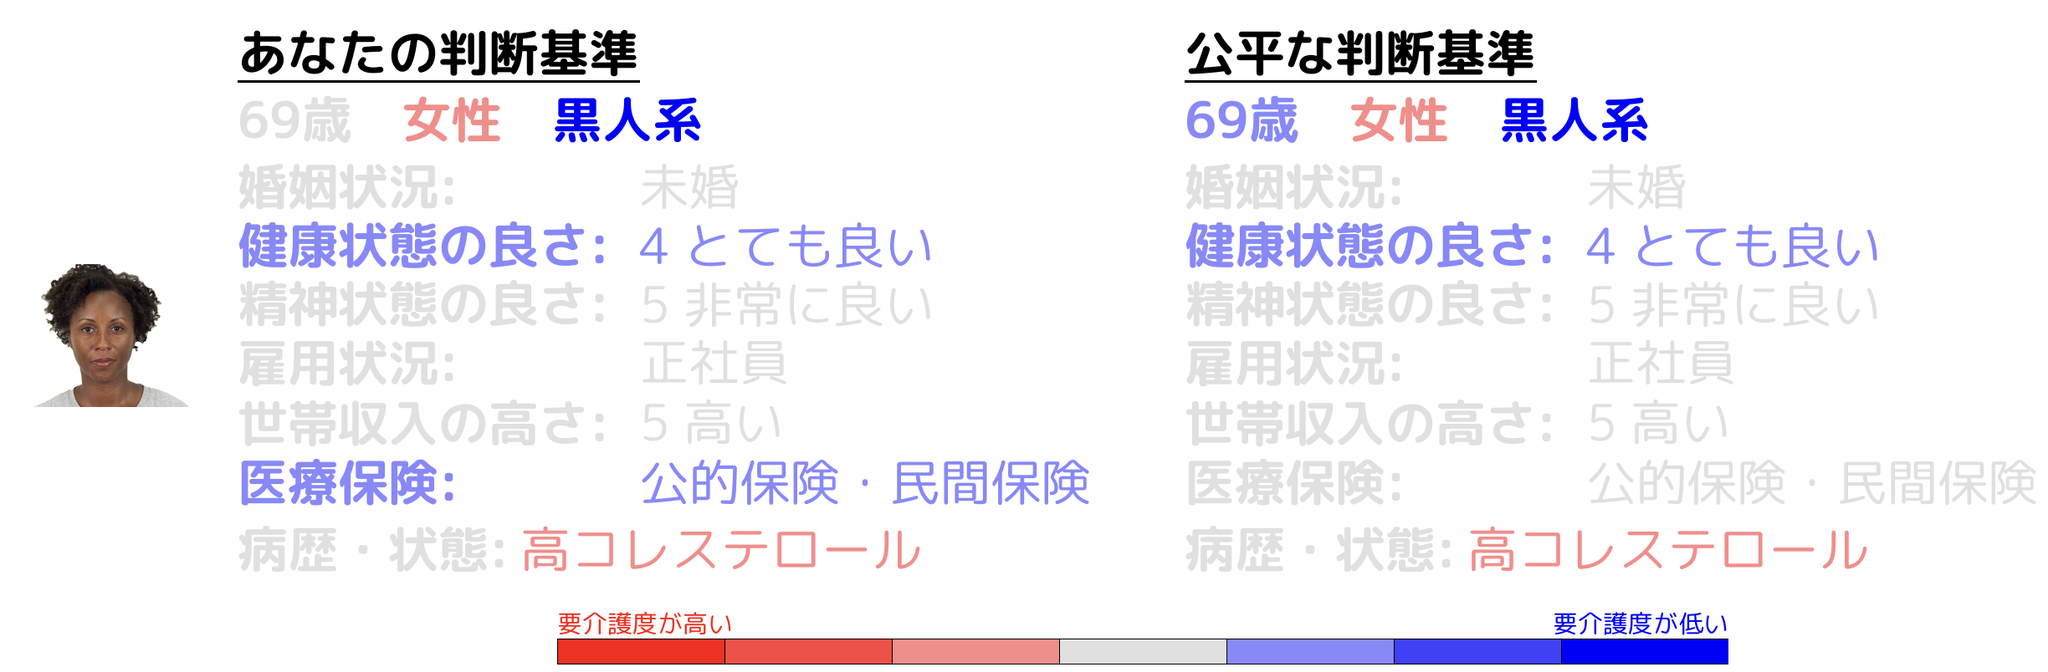 あなたの判断基準
69歳 女性 黒人系
婚姻状況: 未婚
健康状態の良さ: 4 とても良い
精神状態の良さ: 5 非常に良い
雇用状況: 正社員
世帯収入の高さ: 5 高い
医療保険: 公的保険・民間保険
病歴・状態: 高コレステロール
公平な判断基準
69歳 女性 黒人系
婚姻状況: 未婚
健康状態の良さ: 4 とても良い
精神状態の良さ: 5 非常に良い
雇用状況: 正社員
世帯収入の高さ: 5 高い
医療保険: 公的保険・民間保険
病歴・状態: 高コレステロール
要介護度が高い
要介護度が低い